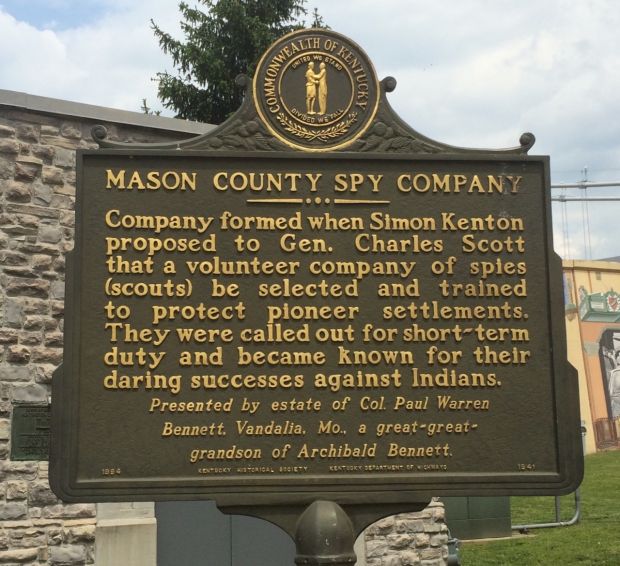 COMMONWEALTH OF KENTUCKY
UNITED WE STAND
DIVIDED WE FALL
MASON COUNTY SPY COMPANY
Company formed when Simon Kenton
proposed to Gen. Charles Scott
that a volunteer company of spies
(scouts) be selected and trained
to protect pioneer settlements.
They were called out for short-term
duty and became known for their
daring successes against Indians.
Presented by estate of Col. Paul Warren
Bennett, Vandalia, Mo., a great-great-
grandson of Archibald Bennett.
1994 KENTUCKY HISTORICAL SOCIETY KENTUCKY DEPARTMENT OF HIGHWAYS 1941